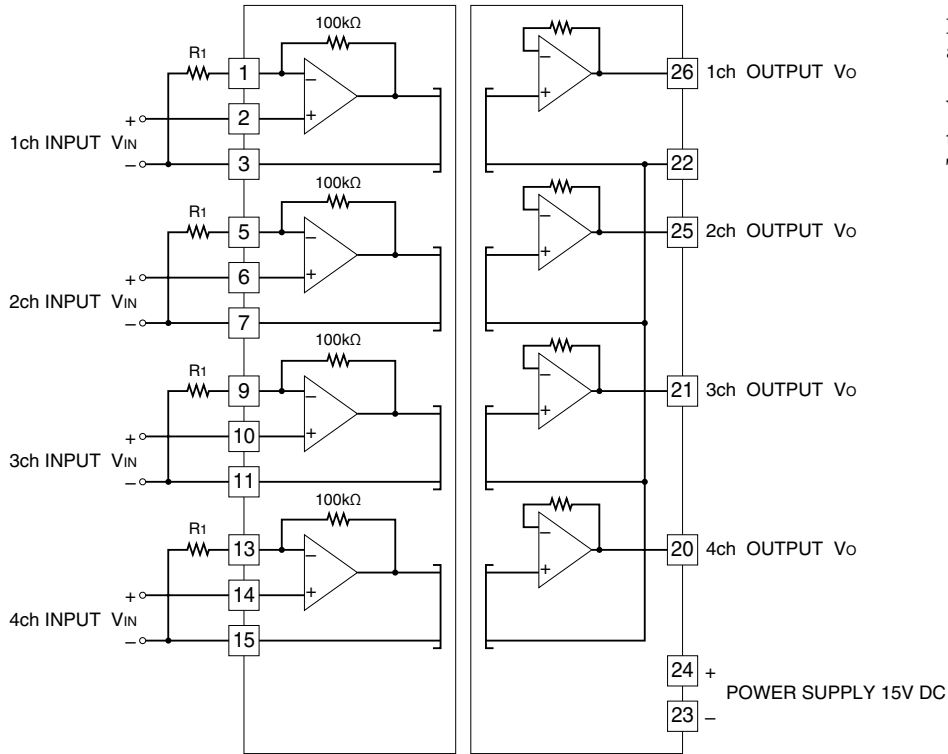 100kΩ
R1
1
−
+
2
+
1ch INPUT VIN
−
3
−
+
26
1ch OUTPUT VO
22
100kΩ
R1
5
−
+
6
+
2ch INPUT VIN
−
7
−
+
25
2ch OUTPUT VO
100kΩ
R1
9
−
+
10
+
3ch INPUT VIN
−
11
−
+
21
3ch OUTPUT VO
100kΩ
R1
13
−
+
14
+
4ch INPUT VIN
−
15
−
+
20
4ch OUTPUT VO
24 +
POWER SUPPLY 15V DC
23 −